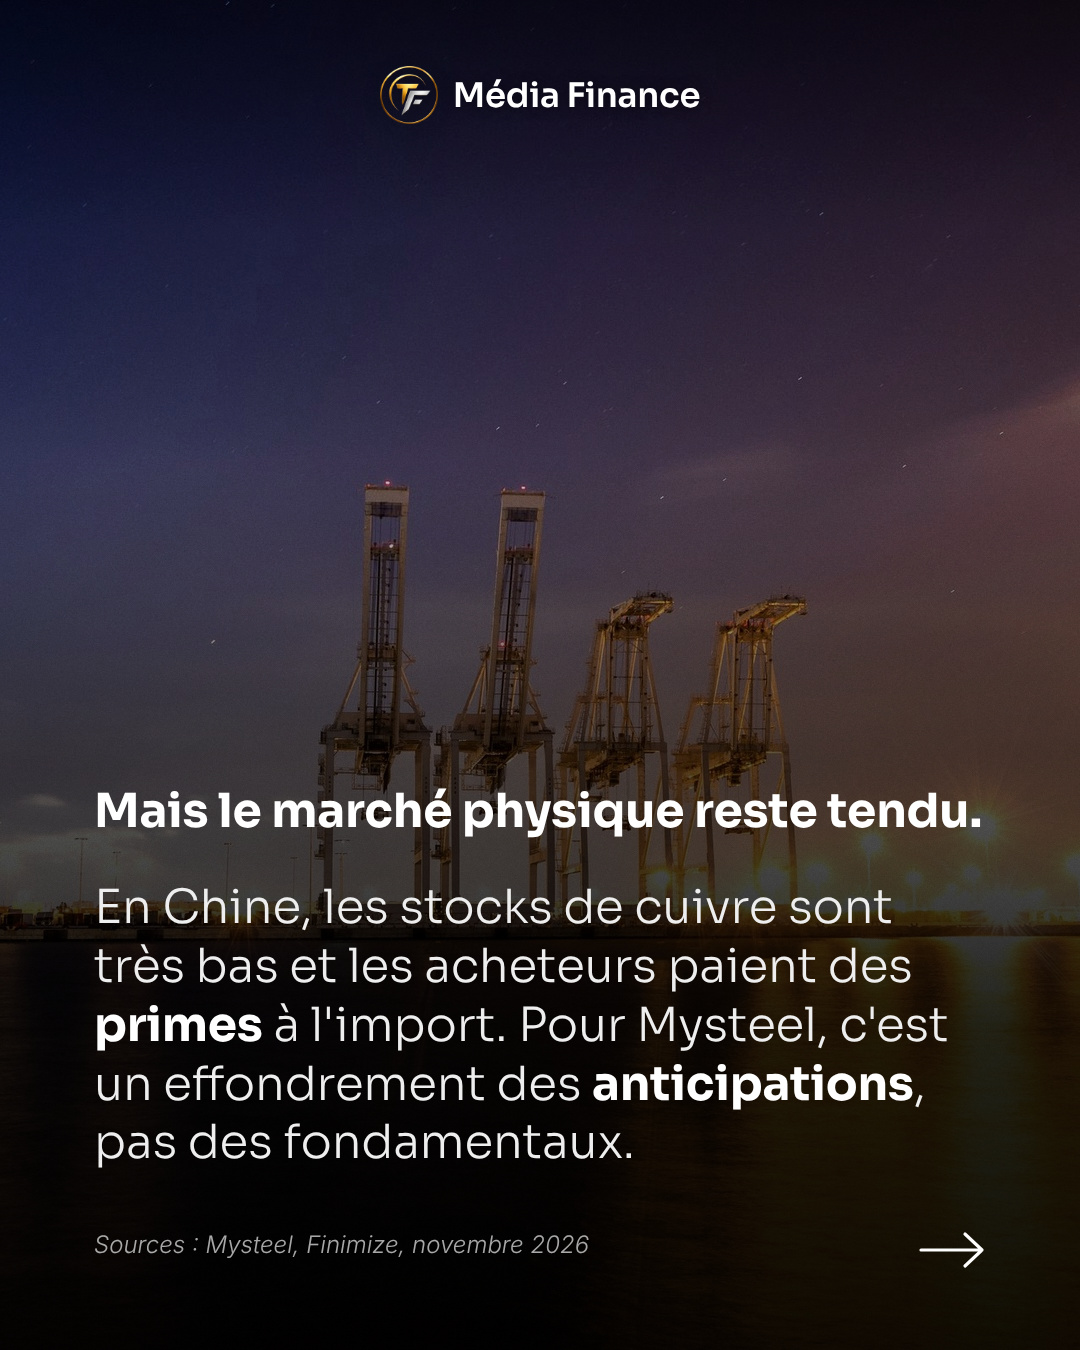 TF Média Finance
Mais le marché physique reste tendu.
En Chine, les stocks de cuivre sont
très bas et les acheteurs paient des
primes à l'import. Pour Mysteel, c'est
un effondrement des anticipations,
pas des fondamentaux.
Sources : Mysteel, Finimize, novembre 2026